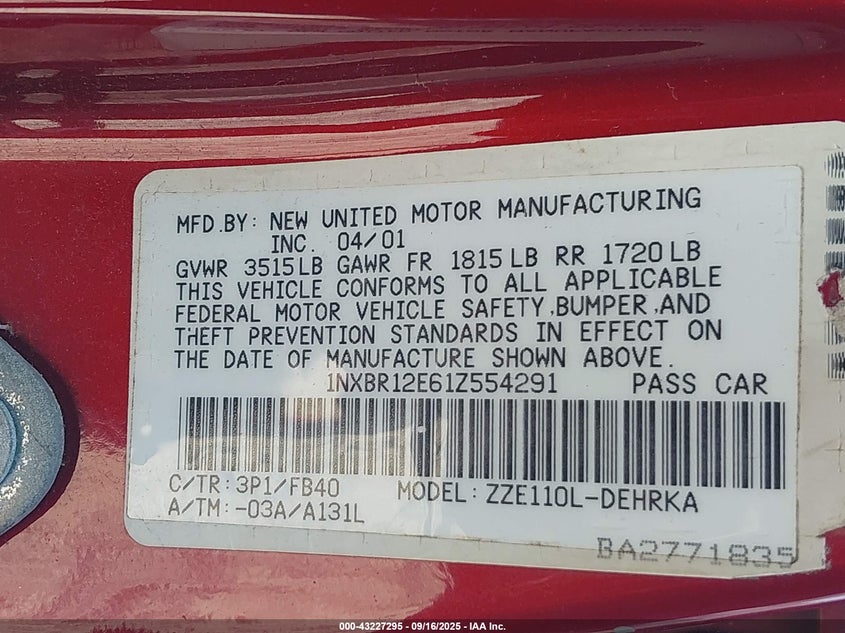 MFD.BY: NEW UNITED MOTOR MANUFACTURING
INC. 04/01
GVWR 3515LB GAWR FR 1815LB RR 1720LB
THIS VEHICLE CONFORMS TO ALL APPLICABLE
FEDERAL MOTOR VEHICLE SAFETY,BUMPER,AND
THEFT PREVENTION STANDARDS IN EFFECT ON
THE DATE OF MANUFACTURE SHOWN ABOVE.
1NXBR12E61Z554291 PASS CAR
C/TR: 3P1/FB40 MODEL: ZZE110L-DEHRKA
A/TM: -03A/A131L
BA2771835
000-43227295 - 09/16/2025 - IAA Inc.